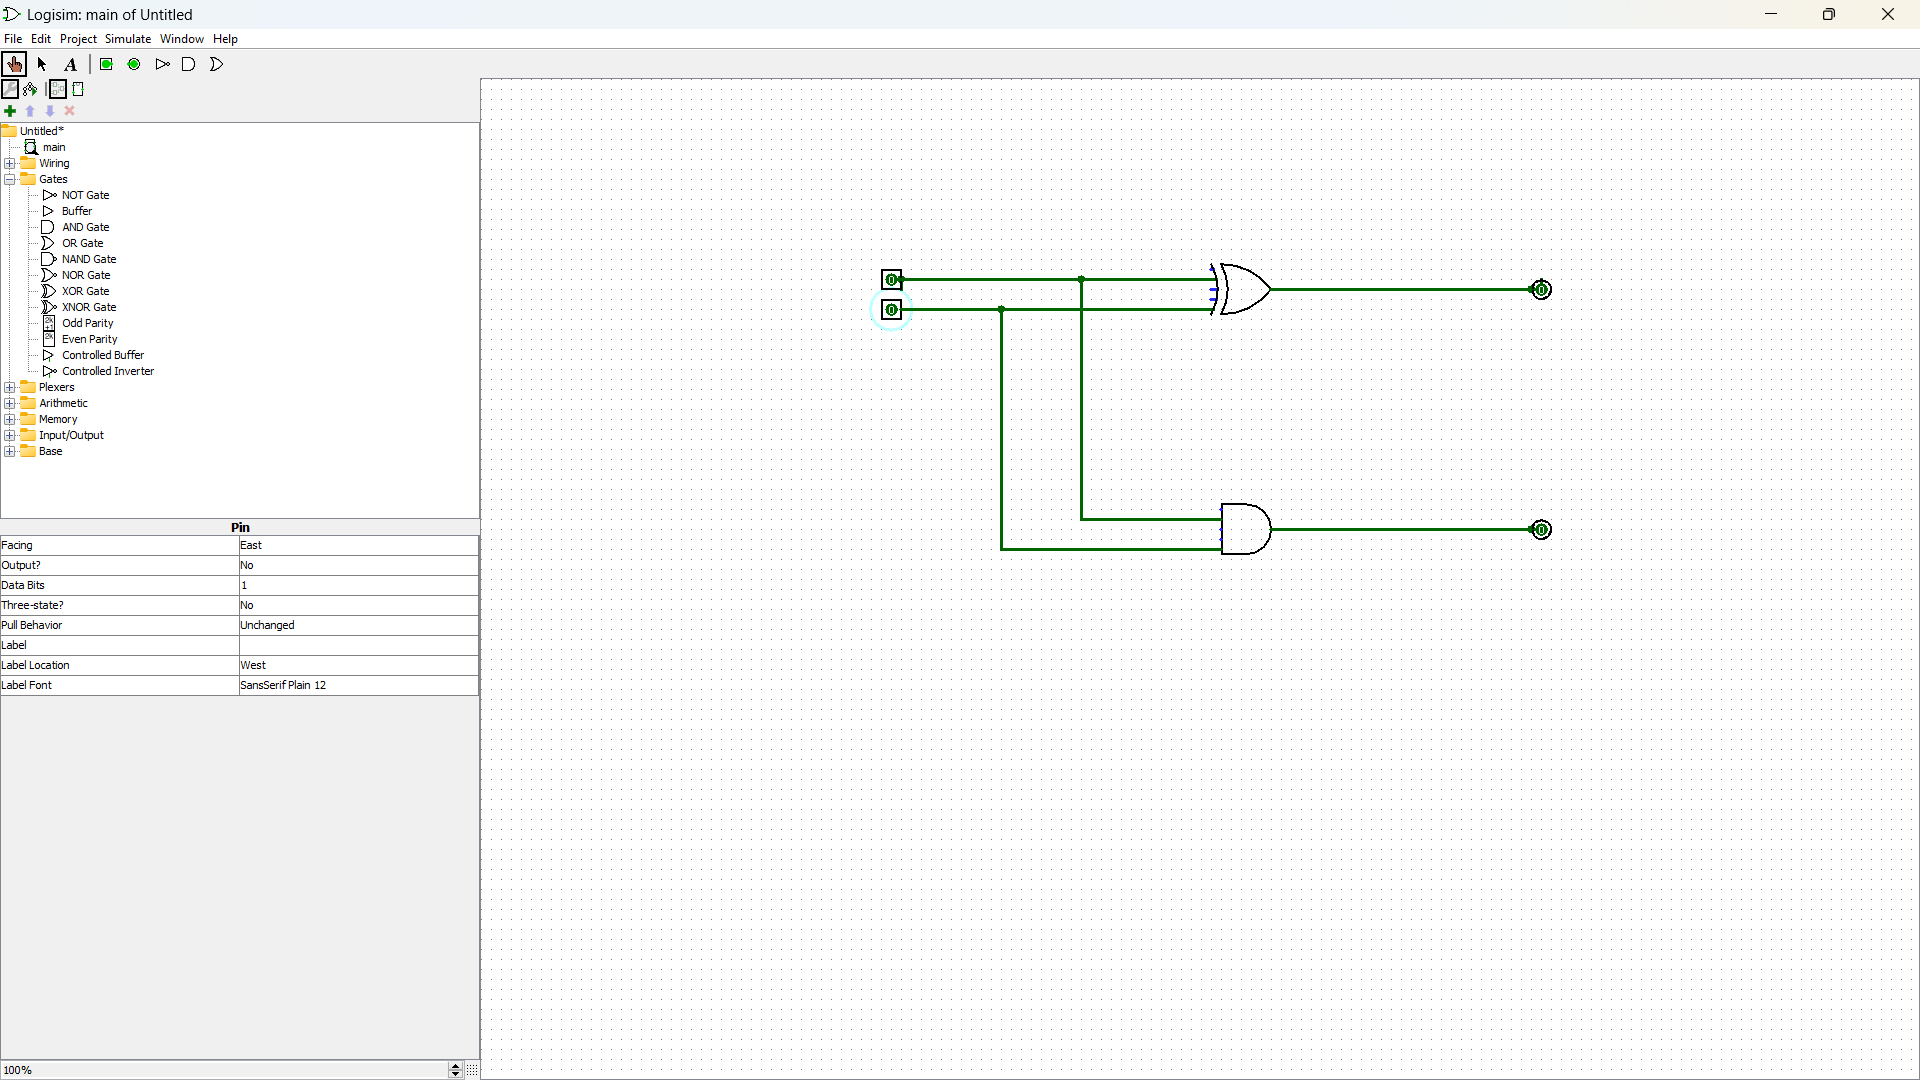 Logisim: main of Untitled
File Edit Project Simulate Window Help
A
Untitled*
main
Wiring
Gates
NOT Gate
Buffer
AND Gate
OR Gate
NAND Gate
NOR Gate
XOR Gate
XNOR Gate
Odd Parity
Even Parity
Controlled Buffer
Controlled Inverter
Plexers
Arithmetic
Memory
Input/Output
Base
Pin
Facing East
Output? No
Data Bits 1
Three-state? No
Pull Behavior Unchanged
Label
Label Location West
Label Font SansSerif Plain 12
100%
0
0
0
0